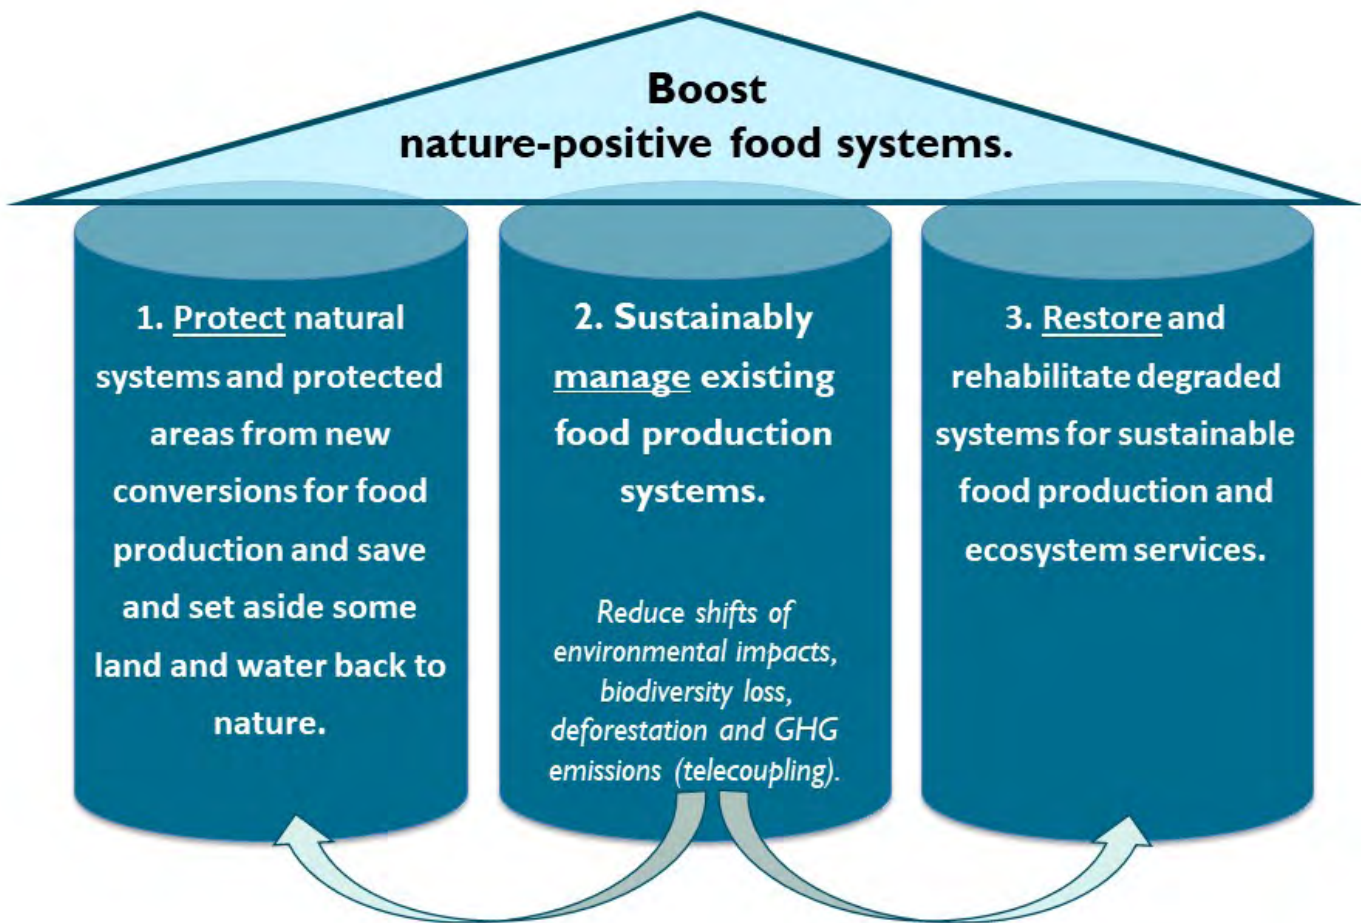 Boost
nature-positive food systems.
1. Protect natural
systems and protected
areas from new
conversions for food
production and save
and set aside some
land and water back to
nature.
2. Sustainably
manage existing
food production
systems.
Reduce shifts of
environmental impacts,
biodiversity loss,
deforestation and GHG
emissions (telecoupling).
3. Restore and
rehabilitate degraded
systems for sustainable
food production and
ecosystem services.